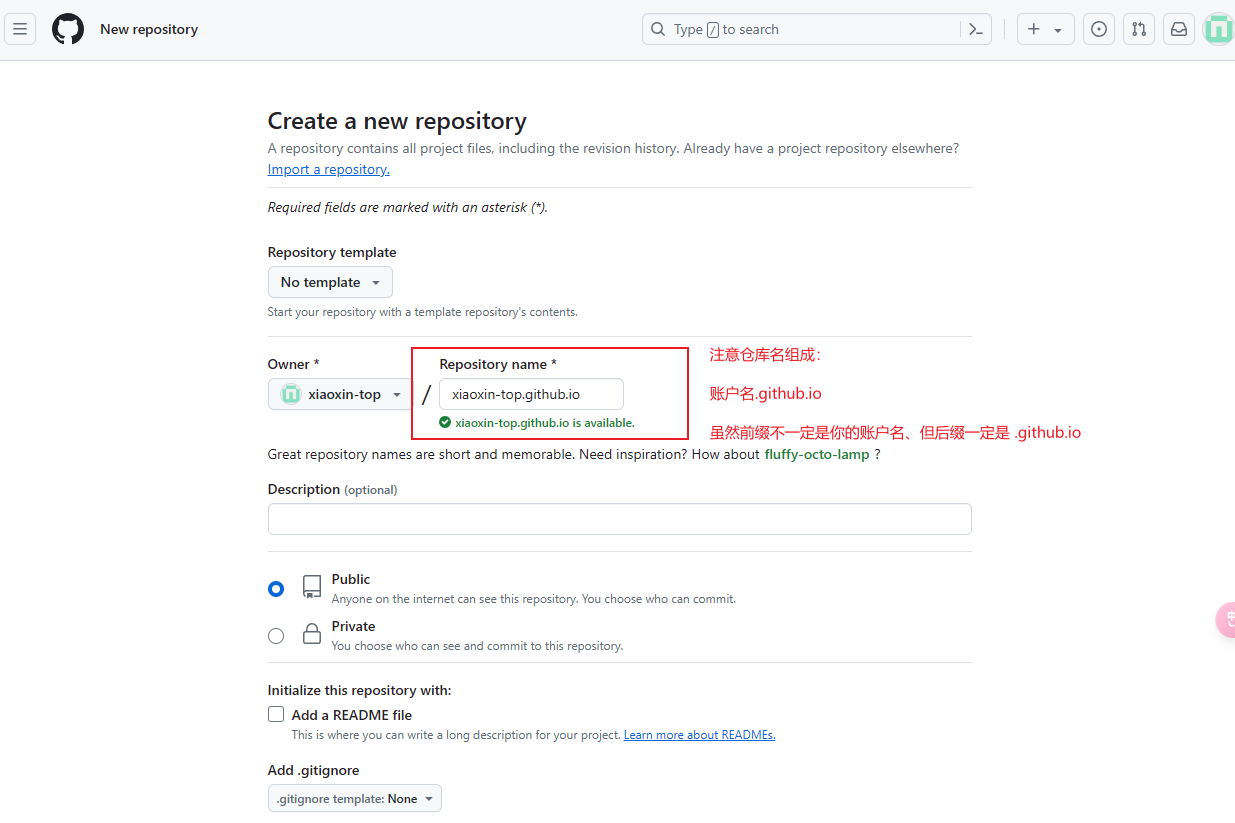 New repository
Type / to search
Create a new repository
A repository contains all project files, including the revision history. Already have a project repository elsewhere?
Import a repository.
Required fields are marked with an asterisk (*).
Repository template
No template
Start your repository with a template repository's contents.
Owner *
Repository name *
xiaoxin-top
/
xiaoxin-top.github.io
xiaoxin-top.github.io is available.
注意仓库名组成：
账户名.github.io
虽然前缀不一定是你的账户名、但后缀一定是 .github.io
Great repository names are short and memorable. Need inspiration? How about fluffy-octo-lamp ?
Description (optional)
Public
Anyone on the internet can see this repository. You choose who can commit.
Private
You choose who can see and commit to this repository.
Initialize this repository with:
Add a README file
This is where you can write a long description for your project. Learn more about READMEs.
Add .gitignore
.gitignore template: None